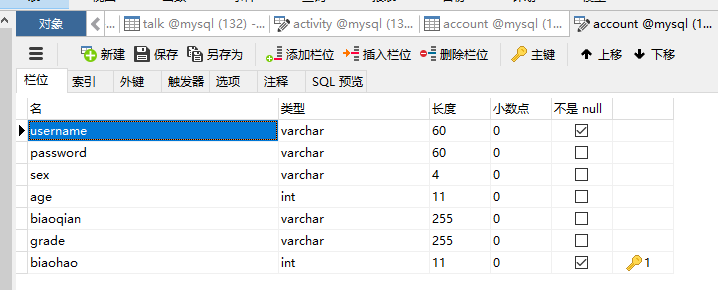 对象
talk @mysql (132) -...
activity @mysql (13...
account @mysql (1...
account @mysql (1...
新建 保存 另存为 添加栏位 插入栏位 删除栏位 主键 上移 下移
栏位 索引 外键 触发器 选项 注释 SQL 预览
名 类型 长度 小数点 不是 null
username varchar 60 0
password varchar 60 0
sex varchar 4 0
age int 11 0
biaoqian varchar 255 0
grade varchar 255 0
biaohao int 11 0 1